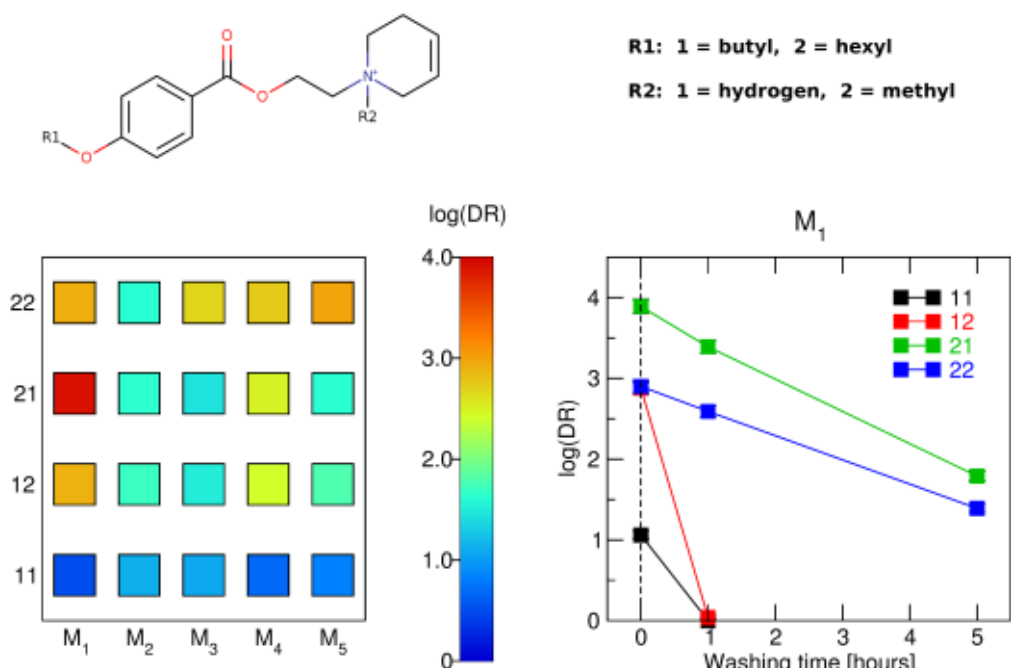 O
R1: 1 = butyl, 2 = hexyl
O
N+
R2
R1
O
R2: 1 = hydrogen, 2 = methyl
log(DR)
M1
4.0
3.0
2.0
1.0
0
22
21
12
11
M1 M2 M3 M4 M5
log(DR)
4
3
2
1
0
11
12
21
22
0 1 2 3 4 5
Washing time [hours]